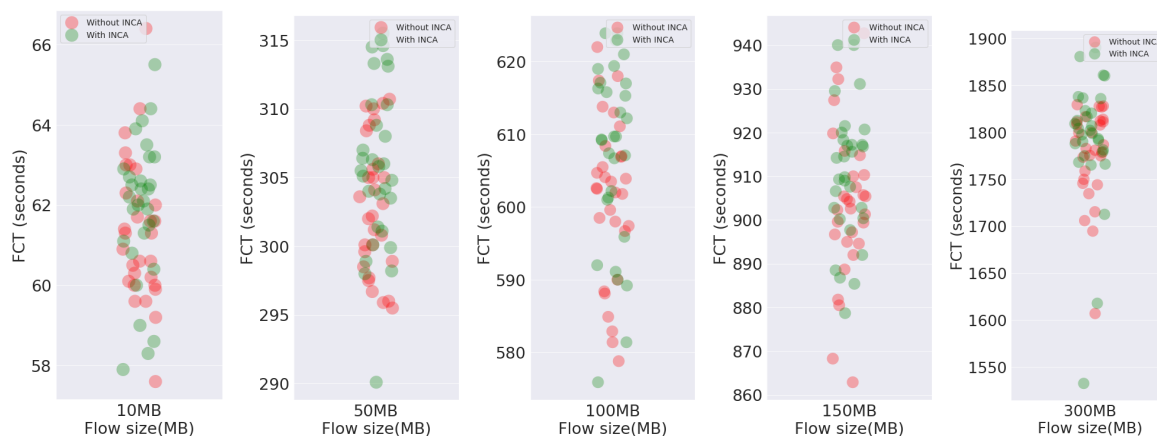 FCT (seconds)
66
64
62
60
58
Without INCA
With INCA
10MB
Flow size(MB)
FCT (seconds)
315
310
305
300
295
290
Without INCA
With INCA
50MB
Flow size(MB)
FCT (seconds)
620
610
600
590
580
Without INCA
With INCA
100MB
Flow size(MB)
FCT (seconds)
940
930
920
910
900
890
880
870
860
Without INCA
With INCA
150MB
Flow size(MB)
FCT (seconds)
1900
1850
1800
1750
1700
1650
1600
1550
Without INCA
With INCA
300MB
Flow size(MB)